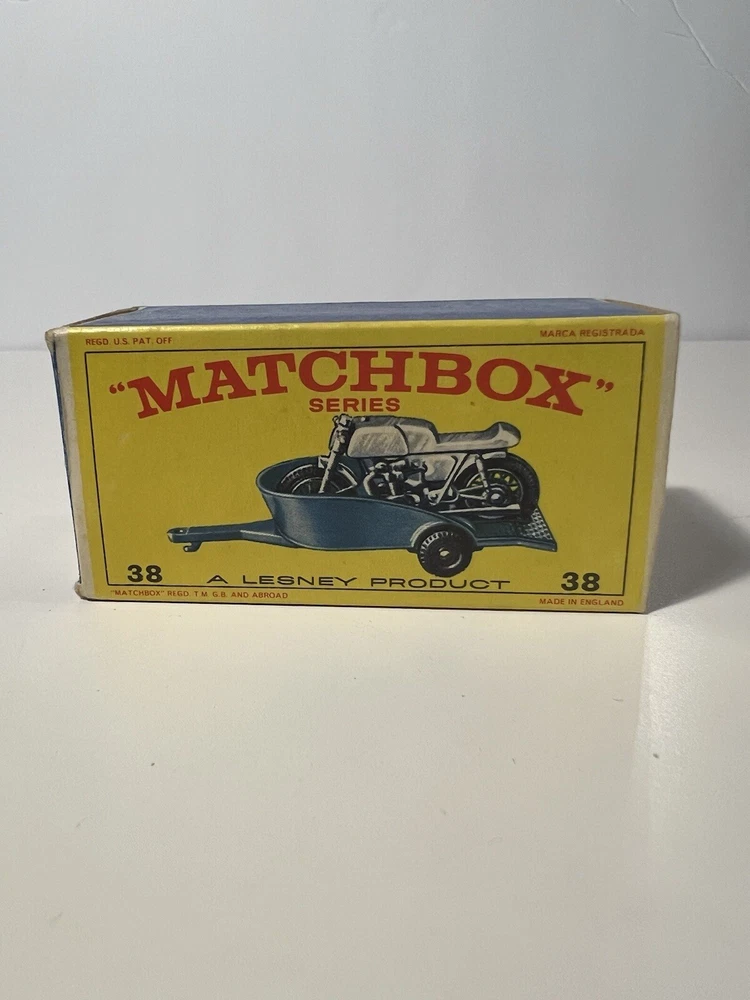 REGD. U.S. PAT. OFF
MARCA REGISTRADA
"MATCHBOX"
SERIES
38
A LESNEY PRODUCT
38
"MATCHBOX" REGD. T M. G.B. AND ABROAD
MADE IN ENGLAND